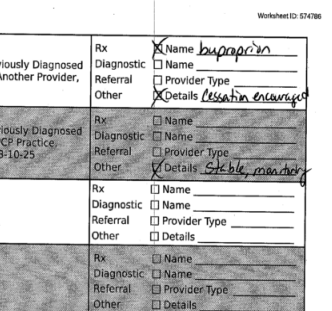 Worksheet ID: 574786
Rx ☒ Name bupropion
viously Diagnosed Diagnostic ☐ Name
Another Provider, Referral ☐ Provider Type
Other ☒ Details Cessation encouraged
Rx ☐ Name
viously Diagnosed Diagnostic ☐ Name
CP Practice, Referral ☐ Provider Type
3-10-25 Other ☒ Details Stable, monitoring
Rx ☐ Name
Diagnostic ☐ Name
Referral ☐ Provider Type
Other ☐ Details
Rx ☐ Name
Diagnostic ☐ Name
Referral ☐ Provider Type
Other ☐ Details